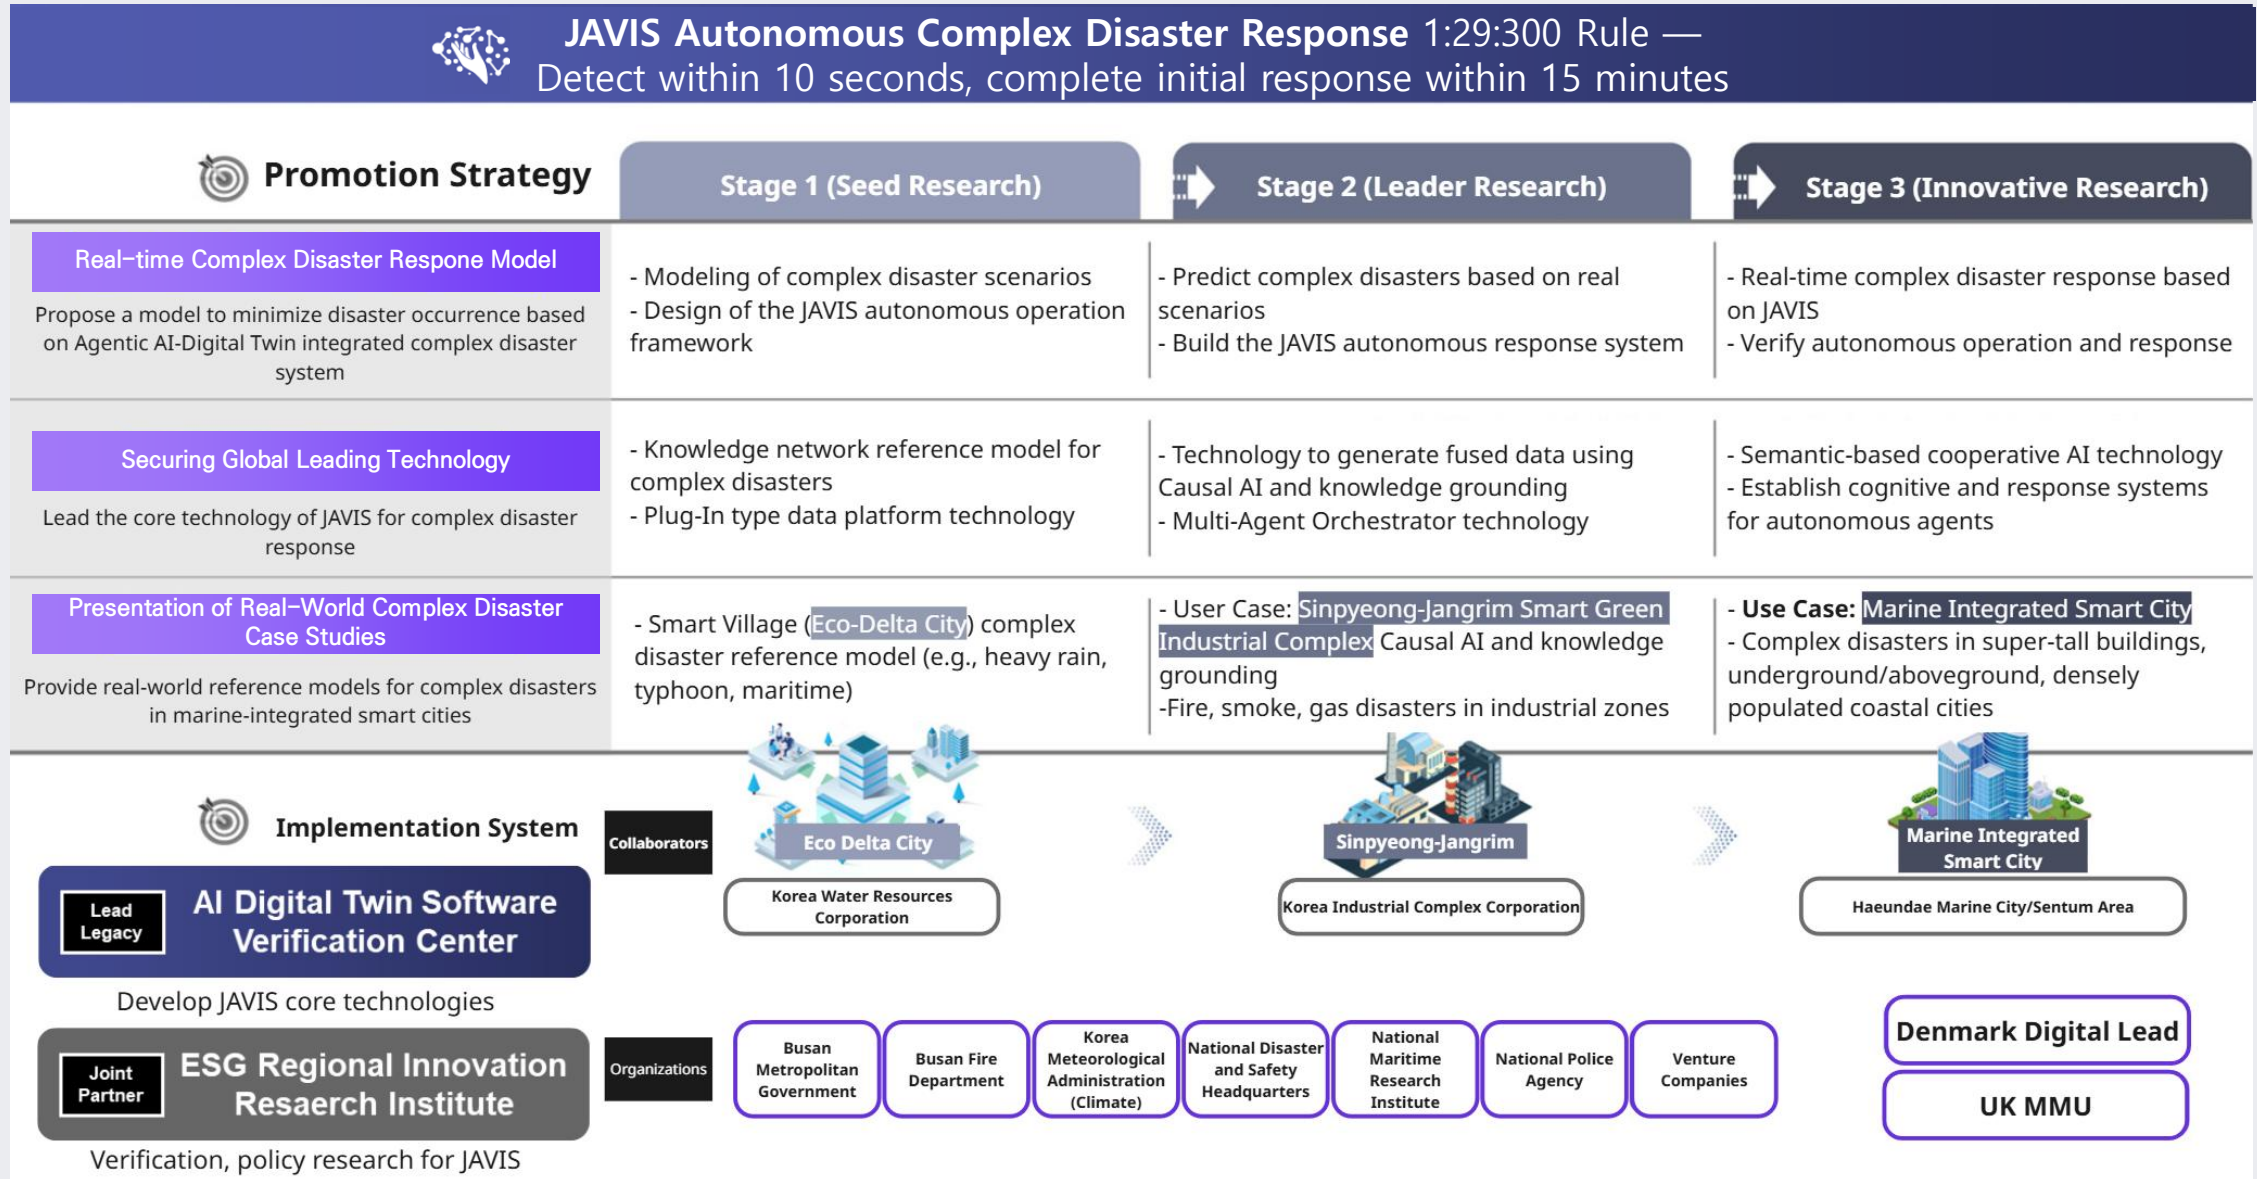 JAVIS Autonomous Complex Disaster Response 1:29:300 Rule —
Detect within 10 seconds, complete initial response within 15 minutes
Promotion Strategy
Stage 1 (Seed Research)
Stage 2 (Leader Research)
Stage 3 (Innovative Research)
Real-time Complex Disaster Respone Model
Propose a model to minimize disaster occurrence based
on Agentic AI-Digital Twin integrated complex disaster
system
- Modeling of complex disaster scenarios
- Design of the JAVIS autonomous operation
framework
- Predict complex disasters based on real
scenarios
- Build the JAVIS autonomous response system
- Real-time complex disaster response based
on JAVIS
- Verify autonomous operation and response
Securing Global Leading Technology
Lead the core technology of JAVIS for complex disaster
response
- Knowledge network reference model for
complex disasters
- Plug-In type data platform technology
- Technology to generate fused data using
Causal AI and knowledge grounding
- Multi-Agent Orchestrator technology
- Semantic-based cooperative AI technology
- Establish cognitive and response systems
for autonomous agents
Presentation of Real-World Complex Disaster
Case Studies
Provide real-world reference models for complex disasters
in marine-integrated smart cities
- Smart Village (Eco-Delta City) complex
disaster reference model (e.g., heavy rain,
typhoon, maritime)
- User Case: Sinpyeong-Jangrim Smart Green
Industrial Complex Causal AI and knowledge
grounding
-Fire, smoke, gas disasters in industrial zones
- Use Case: Marine Integrated Smart City
- Complex disasters in super-tall buildings,
underground/aboveground, densely
populated coastal cities
Implementation System
Collaborators
Eco Delta City
Sinpyeong-Jangrim
Marine Integrated
Smart City
Korea Water Resources
Corporation
Korea Industrial Complex Corporation
Haeundae Marine City/Sentum Area
Lead
Legacy
AI Digital Twin Software
Verification Center
Develop JAVIS core technologies
Joint
Partner
ESG Regional Innovation
Resaerch Institute
Verification, policy research for JAVIS
Organizations
Busan
Metropolitan
Government
Busan Fire
Department
Korea
Meteorological
Administration
(Climate)
National Disaster
and Safety
Headquarters
National
Maritime
Research
Institute
National Police
Agency
Venture
Companies
Denmark Digital Lead
UK MMU